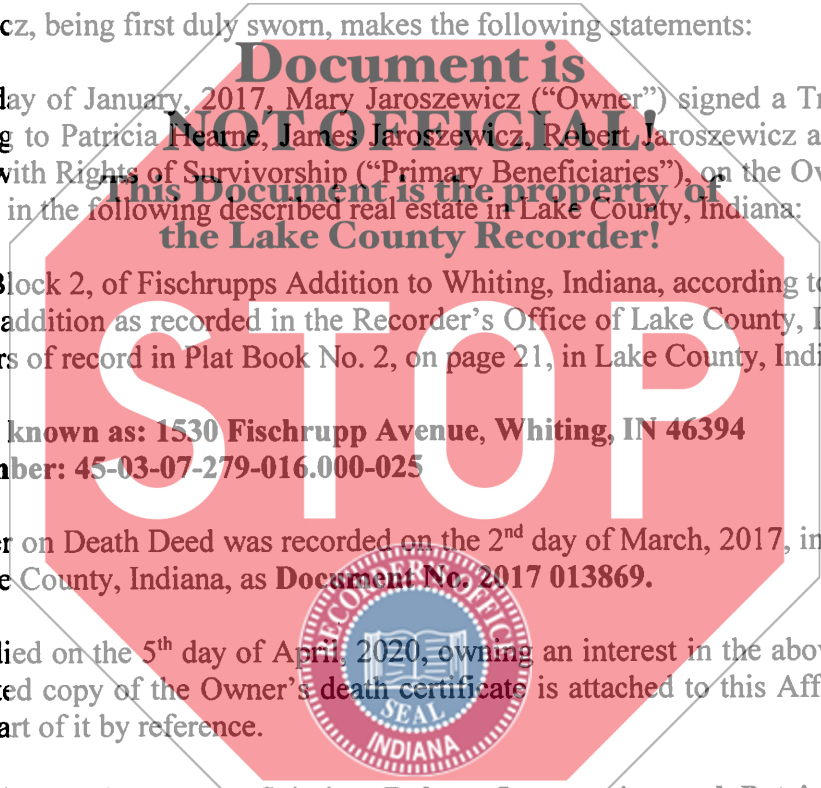 cz, being first duly sworn, makes the following statements:
Document is
day of January, 2017, Mary Jaroszewicz (“Owner”) signed a Tr
NOT OFFICIAL!
g to Patricia Hearne, James Jaroszewicz, Robert Jaroszewicz a
with Rights of Survivorship (“Primary Beneficiaries”), on the Ow
This Document is the property of
in the following described real estate in Lake County, Indiana:
the Lake County Recorder!
Block 2, of Fischrupps Addition to Whiting, Indiana, according to
addition as recorded in the Recorder’s Office of Lake County, I
rs of record in Plat Book No. 2, on page 21, in Lake County, Indi
STOP
known as: 1530 Fischrupp Avenue, Whiting, IN 46394
nber: 45-03-07-279-016.000-025
er on Death Deed was recorded on the 2nd day of March, 2017, in
e County, Indiana, as Document No. 2017 013869.
RECORDER'S OFFICE
lied on the 5th day of April, 2020, owning an interest in the abov
ted copy of the Owner’s death certificate is attached to this Aff
SEAL
art of it by reference.
INDIANA